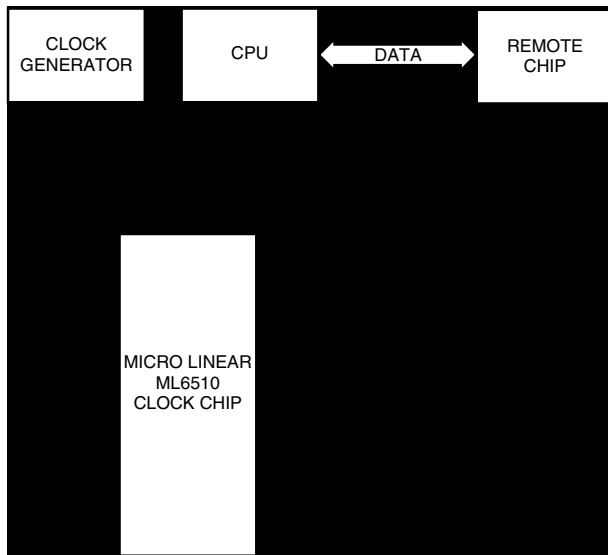 CLOCK
GENERATOR
CPU
DATA
REMOTE
CHIP
MICRO LINEAR
ML6510
CLOCK CHIP